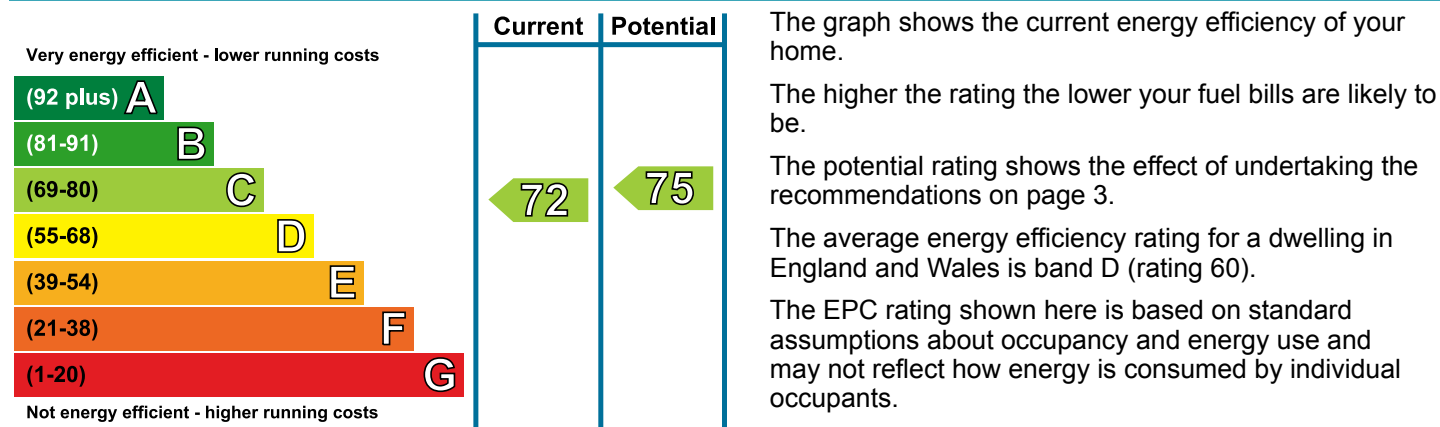 Current Potential
Very energy efficient - lower running costs
(92 plus) A
(81-91) B
(69-80) C
(55-68) D
(39-54) E
(21-38) F
(1-20) G
Not energy efficient - higher running costs
72
75
The graph shows the current energy efficiency of your
home.
The higher the rating the lower your fuel bills are likely to
be.
The potential rating shows the effect of undertaking the
recommendations on page 3.
The average energy efficiency rating for a dwelling in
England and Wales is band D (rating 60).
The EPC rating shown here is based on standard
assumptions about occupancy and energy use and
may not reflect how energy is consumed by individual
occupants.